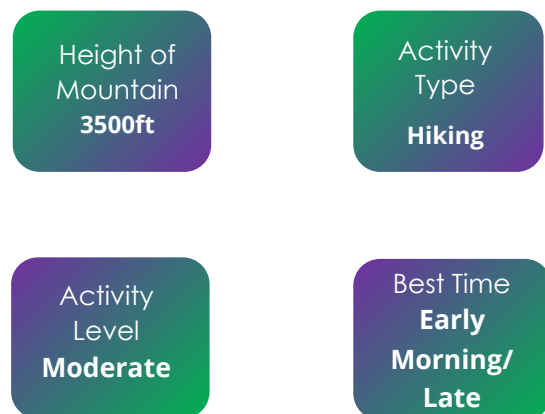 Height of
Mountain
3500ft
Activity
Type
Hiking
Activity
Level
Moderate
Best Time
Early
Morning/
Late